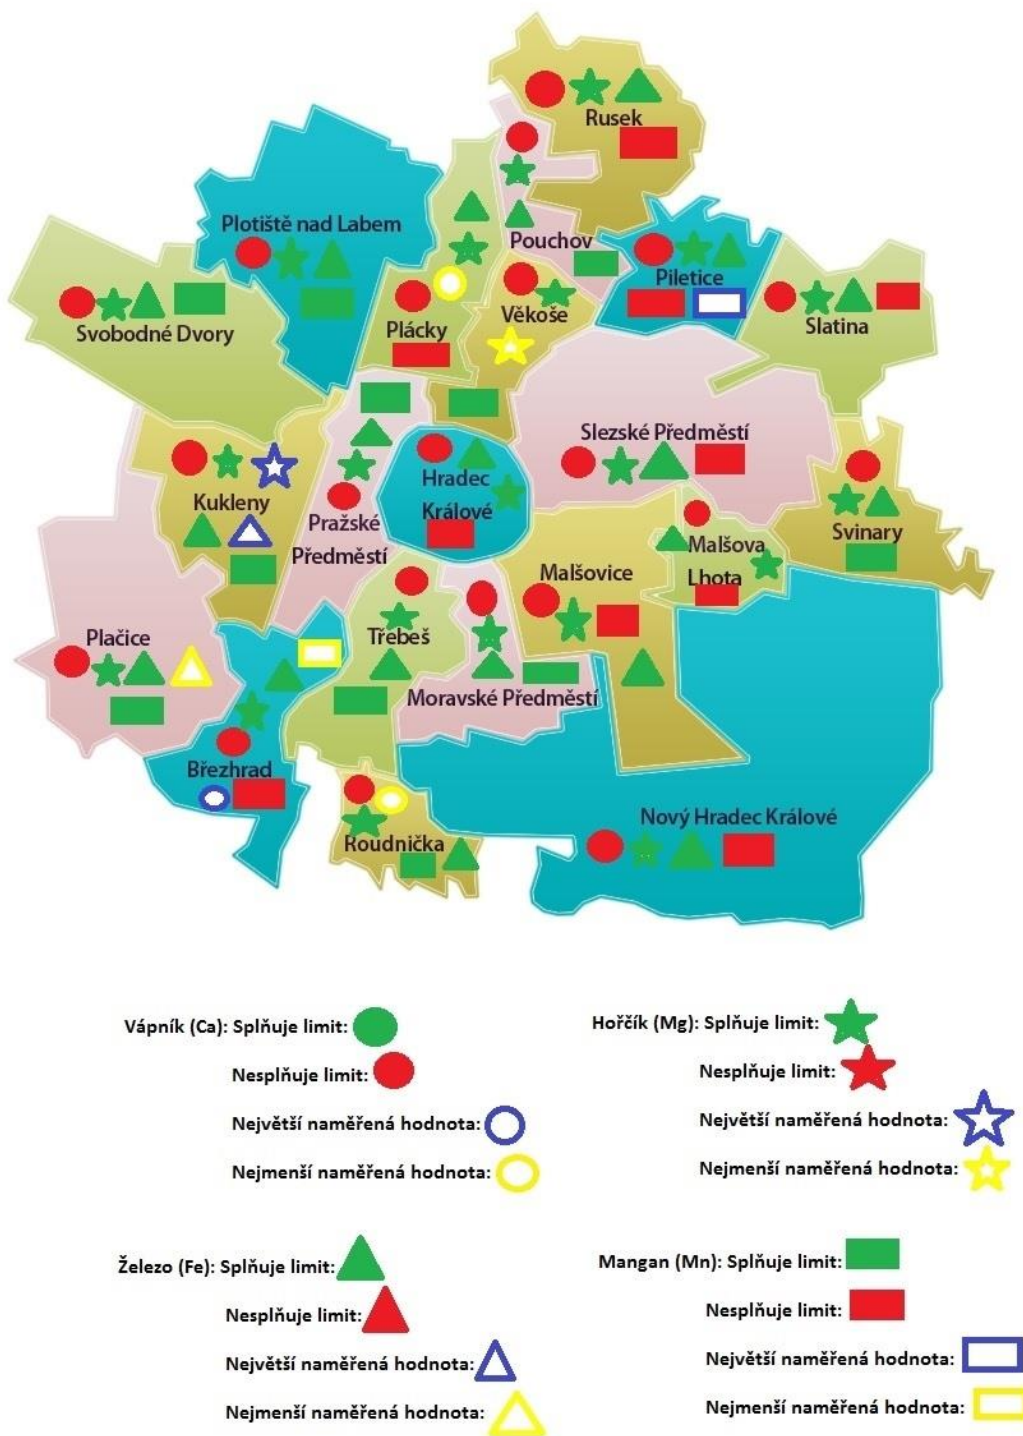 Rusek
Plotiště nad Labem
Pouchov
Piletice
Svobodné Dvory
Plácky
Věkoše
Slatina
Slezské Předměstí
Kukleny
Hradec
Králové
Pražské
Předměstí
Svinary
Malšova
Lhota
Malšovice
Plačice
Třebeš
Moravské Předměstí
Břežhrad
Nový Hradec Králové
Roudnička
Vápník (Ca): Splňuje limit:
Nesplňuje limit:
Největší naměřená hodnota:
Nejmenší naměřená hodnota:
Hořčík (Mg): Splňuje limit:
Nesplňuje limit:
Největší naměřená hodnota:
Nejmenší naměřená hodnota:
Železo (Fe): Splňuje limit:
Nesplňuje limit:
Největší naměřená hodnota:
Nejmenší naměřená hodnota:
Mangan (Mn): Splňuje limit:
Nesplňuje limit:
Největší naměřená hodnota:
Nejmenší naměřená hodnota: